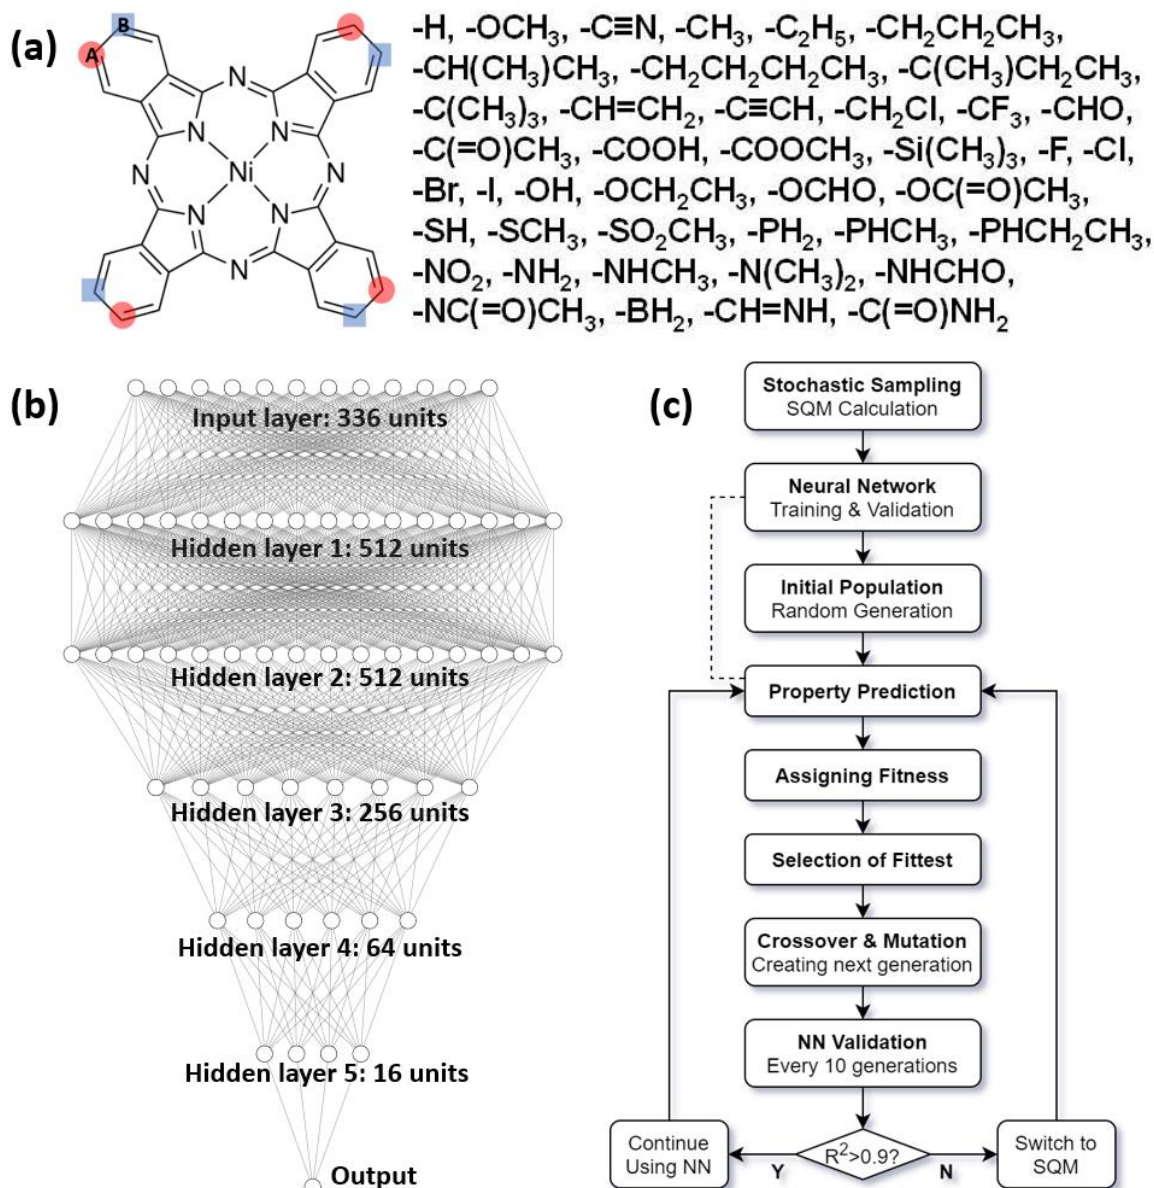 (a)
B
A
N
N
N
N
Ni
N
N
N
N
-H, -OCH₃, -C≡N, -CH₃, -C₂H₅, -CH₂CH₂CH₃,
-CH(CH₃)CH₃, -CH₂CH₂CH₂CH₃, -C(CH₃)CH₂CH₃,
-C(CH₃)₃, -CH=CH₂, -C≡CH, -CH₂Cl, -CF₃, -CHO,
-C(=O)CH₃, -COOH, -COOCH₃, -Si(CH₃)₃, -F, -Cl,
-Br, -I, -OH, -OCH₂CH₃, -OCHO, -OC(=O)CH₃,
-SH, -SCH₃, -SO₂CH₃, -PH₂, -PHCH₃, -PHCH₂CH₃,
-NO₂, -NH₂, -NHCH₃, -N(CH₃)₂, -NHCHO,
-NC(=O)CH₃, -BH₂, -CH=NH, -C(=O)NH₂
(b)
Input layer: 336 units
Hidden layer 1: 512 units
Hidden layer 2: 512 units
Hidden layer 3: 256 units
Hidden layer 4: 64 units
Hidden layer 5: 16 units
Output
(c)
Stochastic Sampling
SQM Calculation
Neural Network
Training & Validation
Initial Population
Random Generation
Property Prediction
Assigning Fitness
Selection of Fittest
Crossover & Mutation
Creating next generation
NN Validation
Every 10 generations
Continue
Using NN
Y
R²>0.9?
N
Switch to
SQM